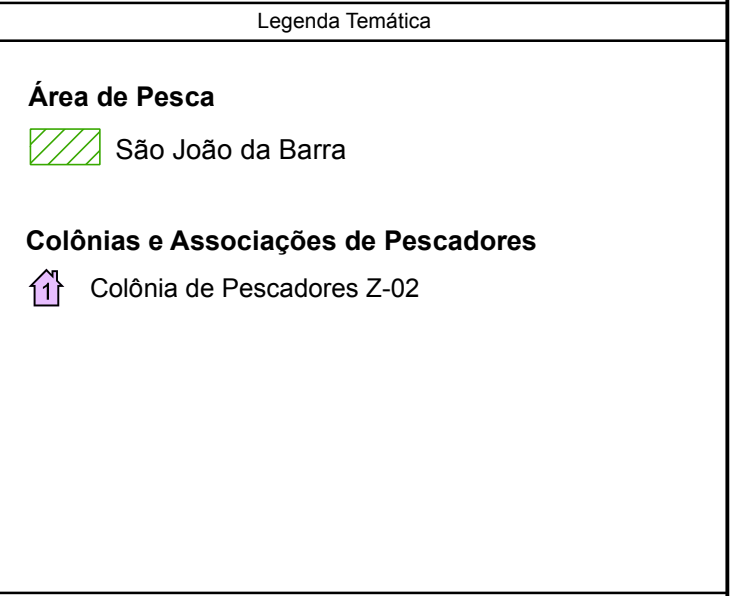 Legenda Temática
Área de Pesca
São João da Barra
Colônias e Associações de Pescadores
1 Colônia de Pescadores Z-02